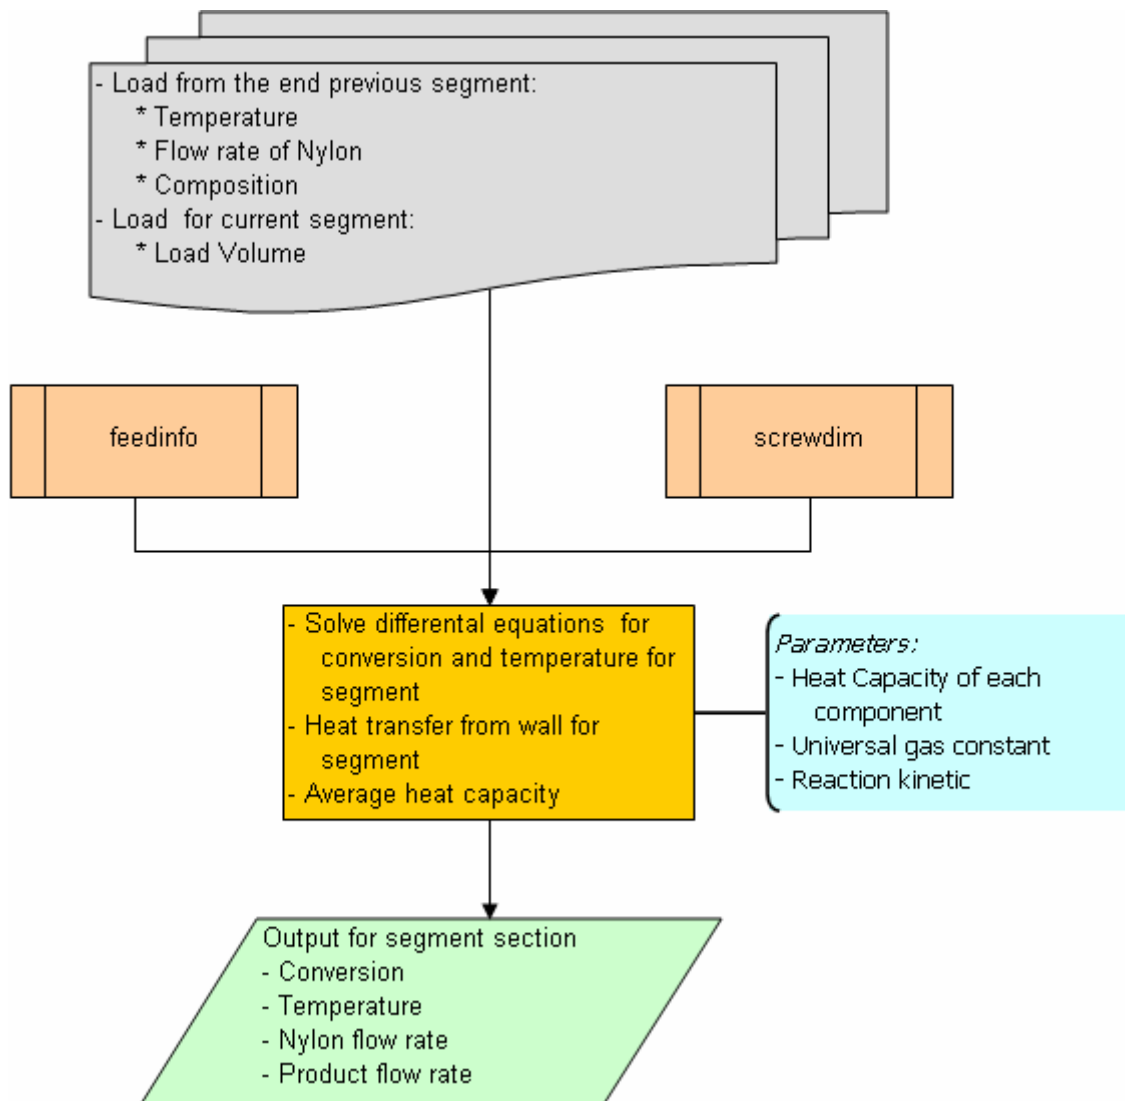 - Load from the end previous segment:
* Temperature
* Flow rate of Nylon
* Composition
- Load for current segment:
* Load Volume
feedinfo
screwdim
- Solve differental equations for
conversion and temperature for
segment
- Heat transfer from wall for
segment
- Average heat capacity
Parameters:
- Heat Capacity of each
component
- Universal gas constant
- Reaction kinetic
Output for segment section
- Conversion
- Temperature
- Nylon flow rate
- Product flow rate